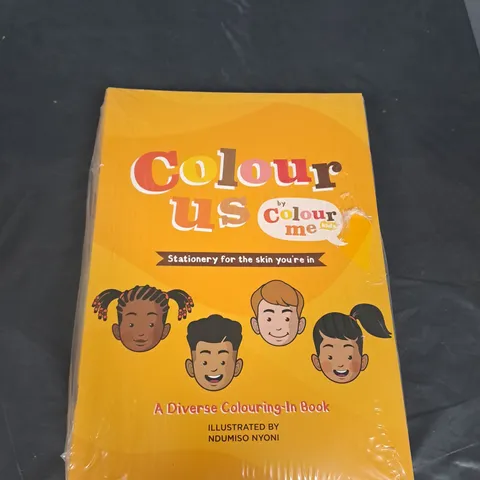 Colour
us
by
Colour
me
Stationery for the skin you're in
A Diverse Colouring-In Book
ILLUSTRATED BY
NDUMISO NYONI